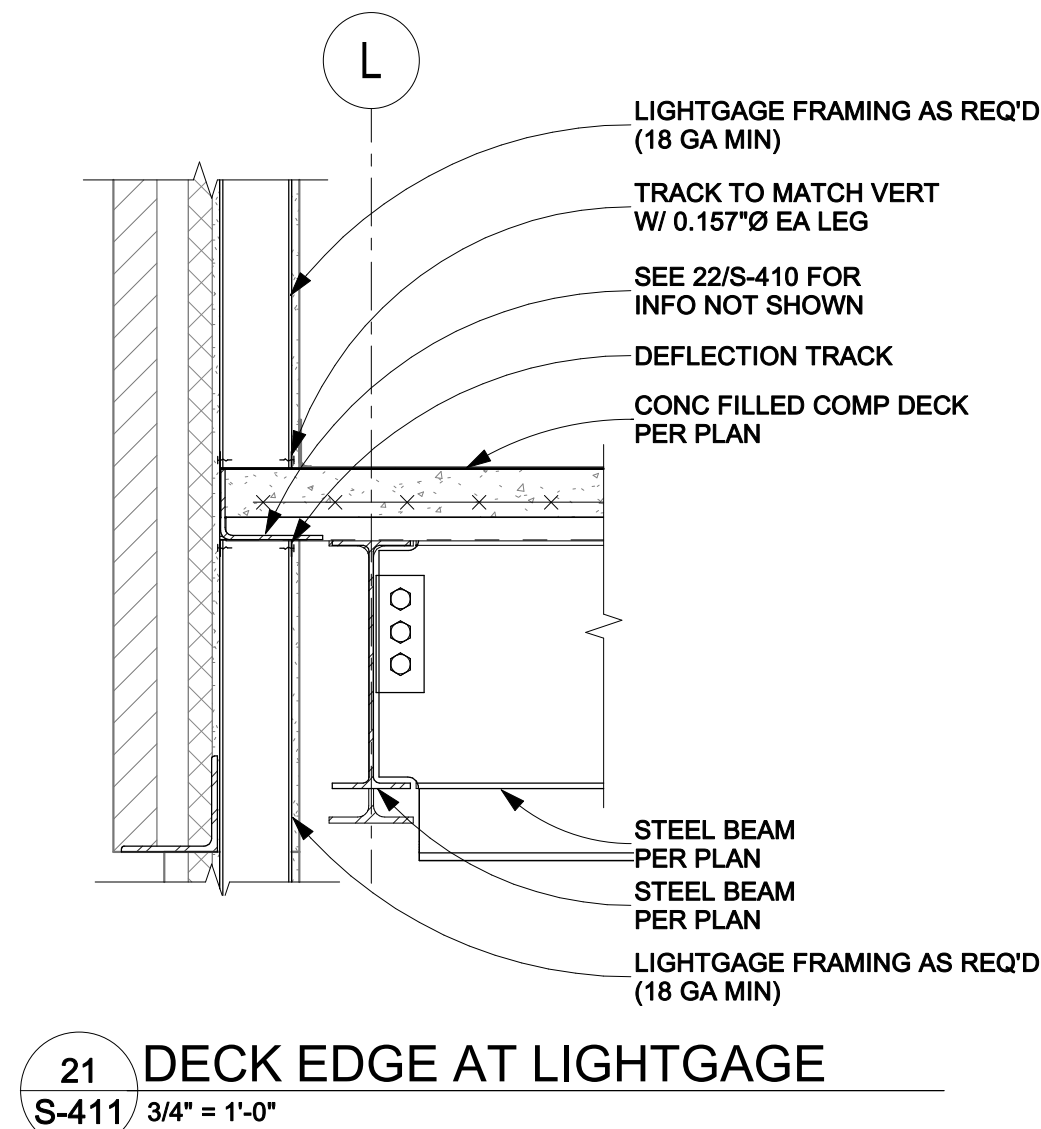 L
LIGHTGAGE FRAMING AS REQ'D
(18 GA MIN)
TRACK TO MATCH VERT
W/ 0.157"Ø EA LEG
SEE 22/S-410 FOR
INFO NOT SHOWN
DEFLECTION TRACK
CONC FILLED COMP DECK
PER PLAN
STEEL BEAM
PER PLAN
STEEL BEAM
PER PLAN
LIGHTGAGE FRAMING AS REQ'D
(18 GA MIN)
21
S-411
DECK EDGE AT LIGHTGAGE
3/4" = 1'-0"